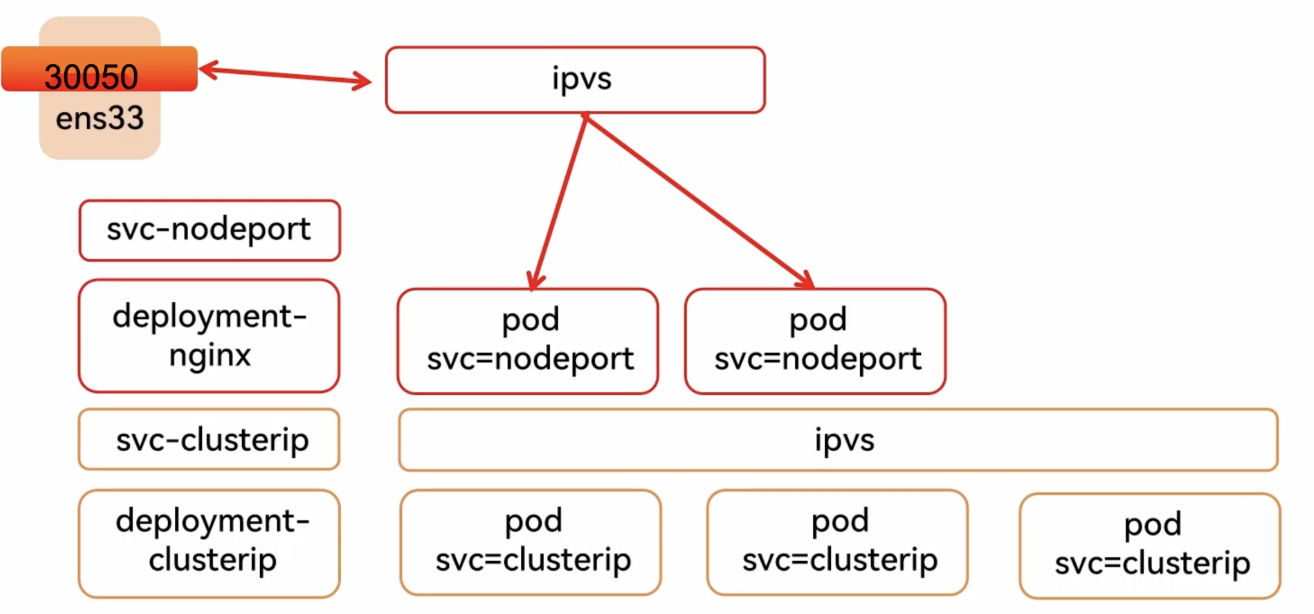 30050
ens33
ipvs
svc-nodeport
deployment-
nginx
pod
svc=nodeport
pod
svc=nodeport
svc-clusterip
ipvs
deployment-
clusterip
pod
svc=clusterip
pod
svc=clusterip
pod
svc=clusterip